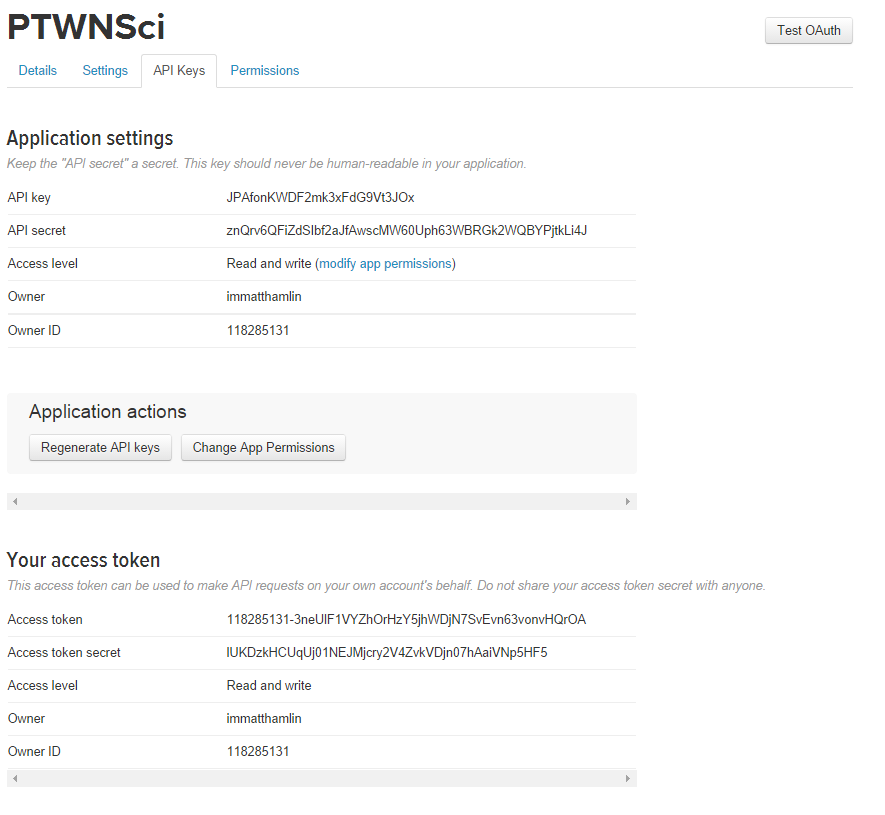 PTWNSci
Test OAuth
Details Settings API Keys Permissions
Application settings
Keep the "API secret" a secret. This key should never be human-readable in your application.
API key JPAfonKWDF2mk3xFdG9Vt3JOx
API secret
Access level Read and write (modify app permissions)
Owner immatthamlin
Owner ID 118285131
Application actions
Regenerate API keys Change App Permissions
Your access token
This access token can be used to make API requests on your own account's behalf. Do not share your access token secret with anyone.
Access token
Access token secret
Access level Read and write
Owner immatthamlin
Owner ID 118285131